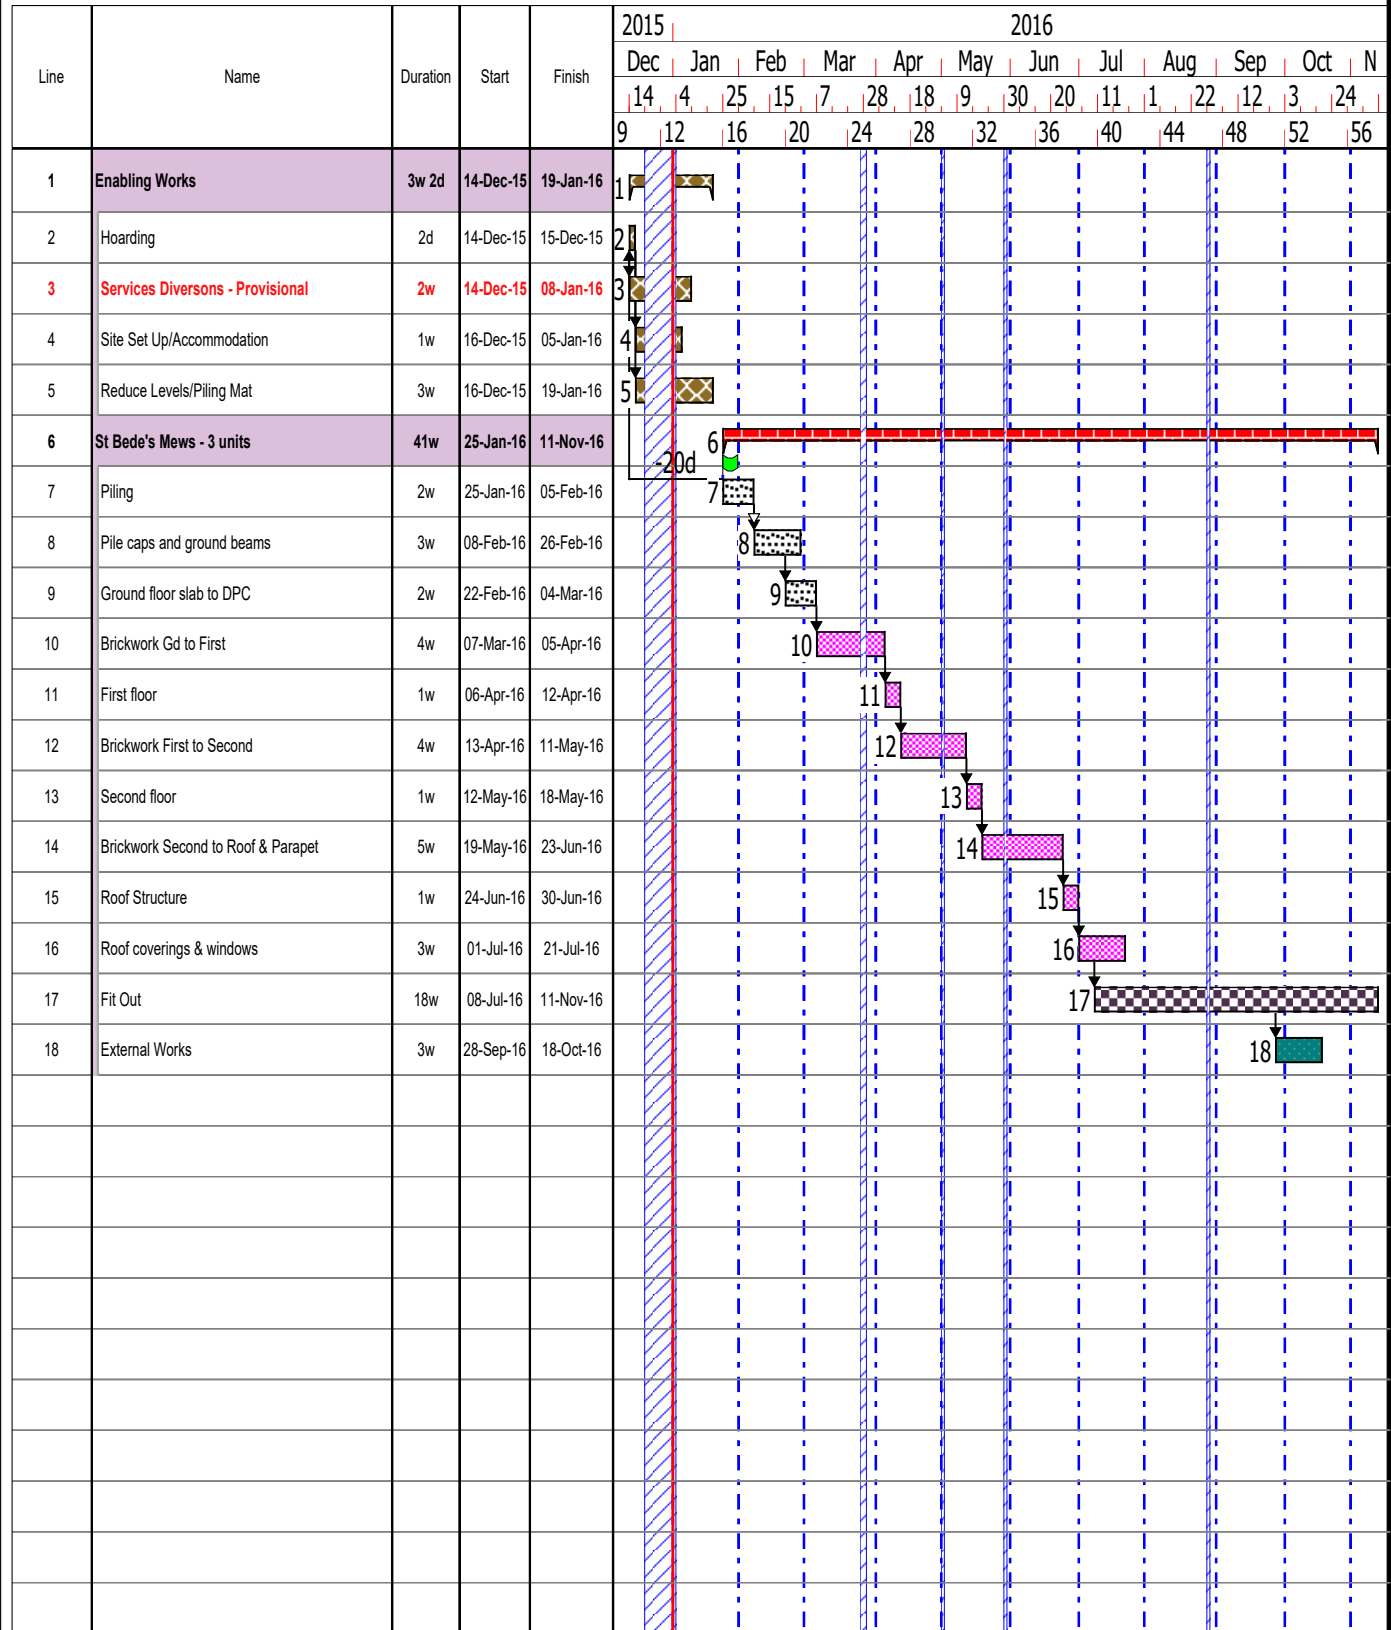 2015 2016
Line Name Duration Start Finish
Dec Jan Feb Mar Apr May Jun Jul Aug Sep Oct N
14 4 25 15 7 28 18 9 30 20 11 1 22 12 3 24
9 12 16 20 24 28 32 36 40 44 48 52 56
1 Enabling Works 3w 2d 14-Dec-15 19-Jan-16 1
2 Hoarding 2d 14-Dec-15 15-Dec-15 2
3 Services Diversons - Provisional 2w 14-Dec-15 08-Jan-16 3
4 Site Set Up/Accommodation 1w 16-Dec-15 05-Jan-16 4
5 Reduce Levels/Piling Mat 3w 16-Dec-15 19-Jan-16 5
6 St Bede's Mews - 3 units 41w 25-Jan-16 11-Nov-16 6
-20d
7 Piling 2w 25-Jan-16 05-Feb-16 7
8 Pile caps and ground beams 3w 08-Feb-16 26-Feb-16 8
9 Ground floor slab to DPC 2w 22-Feb-16 04-Mar-16 9
10 Brickwork Gd to First 4w 07-Mar-16 05-Apr-16 10
11 First floor 1w 06-Apr-16 12-Apr-16 11
12 Brickwork First to Second 4w 13-Apr-16 11-May-16 12
13 Second floor 1w 12-May-16 18-May-16 13
14 Brickwork Second to Roof & Parapet 5w 19-May-16 23-Jun-16 14
15 Roof Structure 1w 24-Jun-16 30-Jun-16 15
16 Roof coverings & windows 3w 01-Jul-16 21-Jul-16 16
17 Fit Out 18w 08-Jul-16 11-Nov-16 17
18 External Works 3w 28-Sep-16 18-Oct-16 18